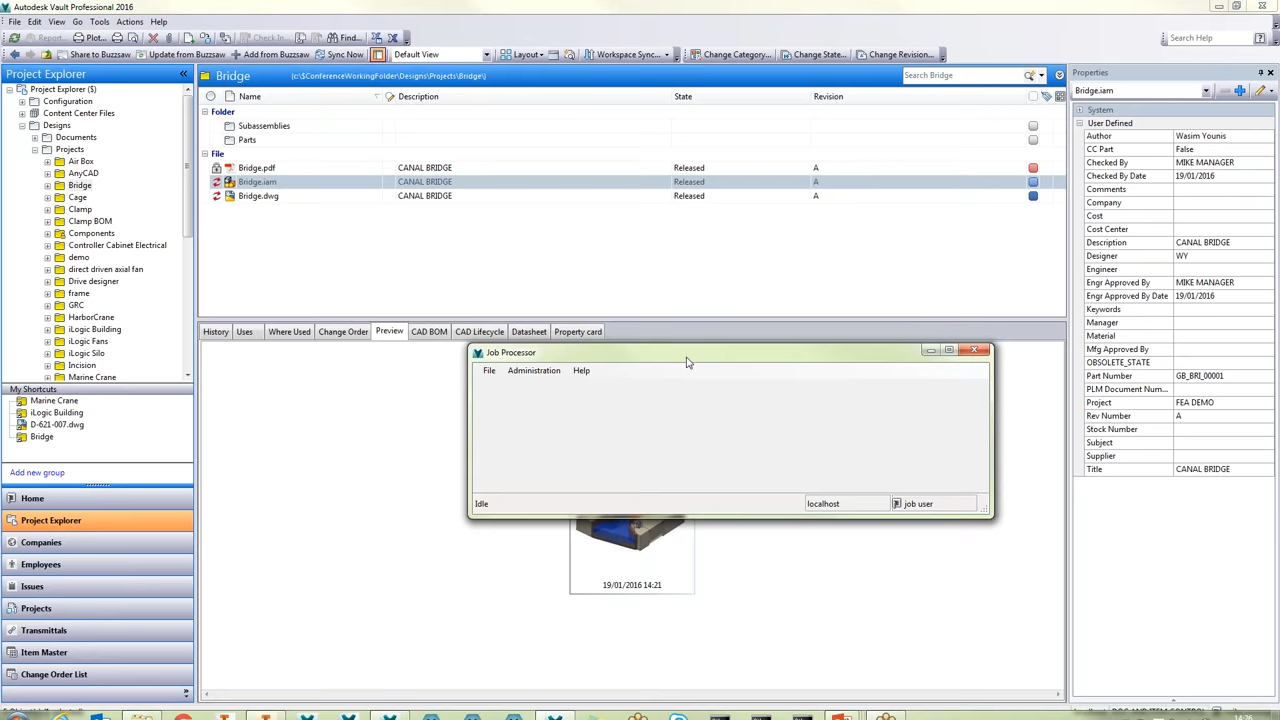 Autodesk Vault Professional 2016
File Edit View Go Tools Actions Help
Report... Plot... Check In... Find...
Search Help
Share to Buzzsaw Update from Buzzsaw Add from Buzzsaw Sync Now Default View Layout Workspace Sync... Change Category... Change State... Change Revision...
Project Explorer
Project Explorer ($)
Configuration
Content Center Files
Designs
Documents
Projects
Air Box
AnyCAD
Bridge
Cage
Clamp
Clamp BOM
Components
Controller Cabinet Electrical
demo
direct driven axial fan
Drive designer
frame
GRC
HarborCrane
iLogic Building
iLogic Fans
iLogic Silo
Incision
Marine Crane
My Shortcuts
Marine Crane
iLogic Building
D-621-007.dwg
Bridge
Add new group
Home
Project Explorer
Companies
Employees
Issues
Projects
Transmittals
Item Master
Change Order List
Bridge (c:\$ConferenceWorkingFolder\Designs\Projects\Bridge\)
Search Bridge
Name Description State Revision
Folder
Subassemblies
Parts
File
Bridge.pdf CANAL BRIDGE Released A
Bridge.iam CANAL BRIDGE Released A
Bridge.dwg CANAL BRIDGE Released A
History Uses Where Used Change Order Preview CAD BOM CAD Lifecycle Datasheet Property card
Job Processor
File Administration Help
Idle localhost job user
19/01/2016 14:21
Properties
Bridge.iam
System
User Defined
Author Wasim Younis
CC Part False
Checked By MIKE MANAGER
Checked By Date 19/01/2016
Comments
Company
Cost
Cost Center
Description CANAL BRIDGE
Designer WY
Engineer
Engr Approved By MIKE MANAGER
Engr Approved By Date 19/01/2016
Keywords
Manager
Material
Mfg Approved By
OBSOLETE_STATE
Part Number GB_BRI_00001
PLM Document Num...
Project FEA DEMO
Rev Number A
Stock Number
Subject
Supplier
Title CANAL BRIDGE